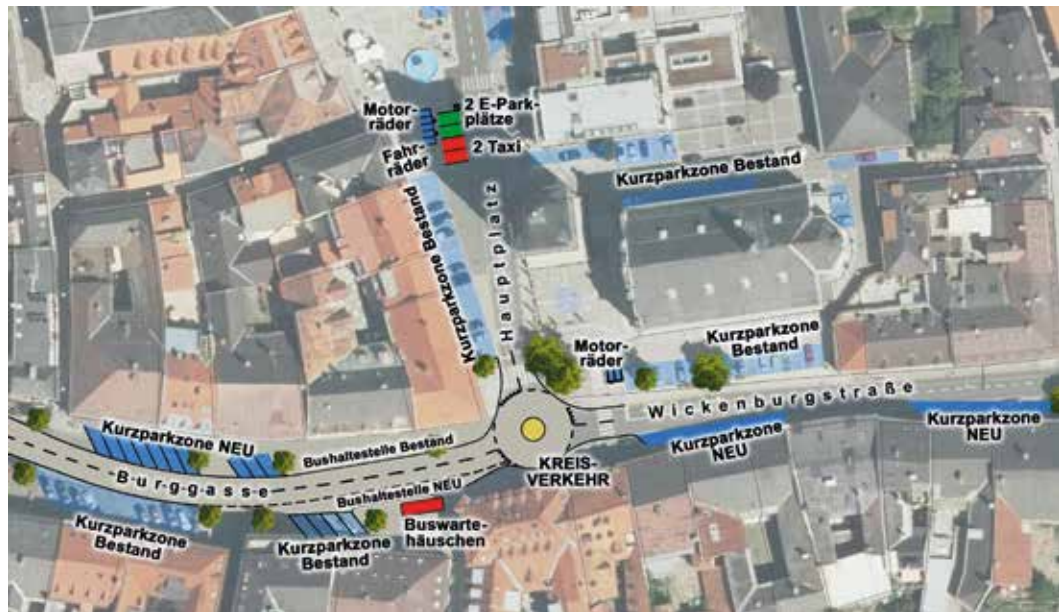 Motor-
räder
2 E-Park-
plätze
Fahr-
räder
2 Taxi
Kurzparkzone Bestand
Kurzparkzone Bestand
Hauptplatz
Motor-
räder
Kurzparkzone
Bestand
Wickenburgstraße
Kurzparkzone
NEU
Kurzparkzone
NEU
KREIS-
VERKEHR
Kurzparkzone NEU
Bushaltestelle Bestand
Burggasse
Bushaltestelle NEU
Buswarte-
häuschen
Kurzparkzone
Bestand
Kurzparkzone
Bestand